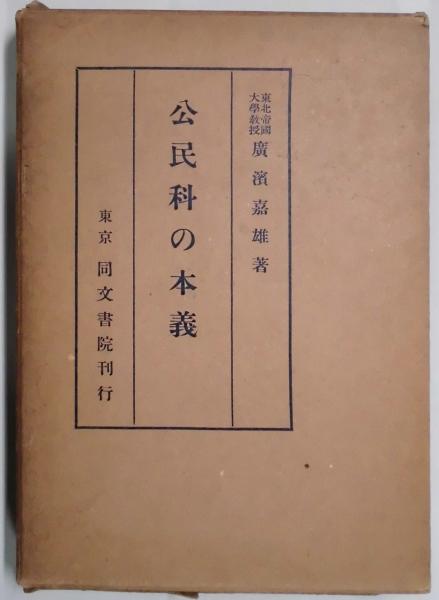 東北帝國
大學教授
廣濱嘉雄著
公民科の本義
東京 同文書院刊行